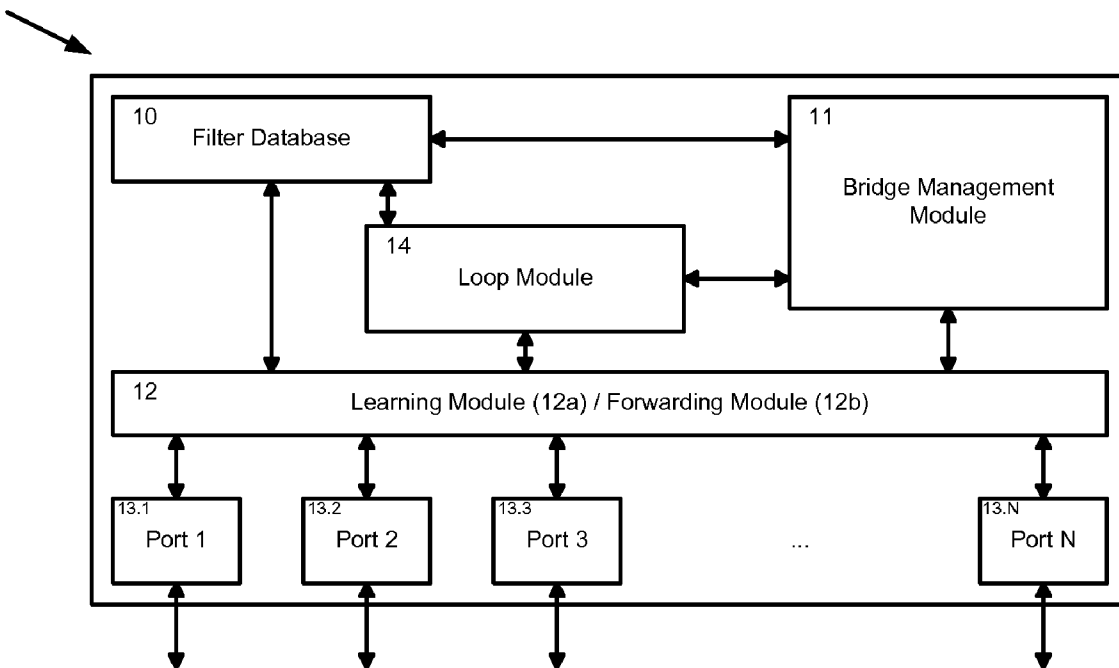 10
Filter Database
11
Bridge Management
Module
14
Loop Module
12
Learning Module (12a) / Forwarding Module (12b)
13.1
Port 1
13.2
Port 2
13.3
Port 3
...
13.N
Port N